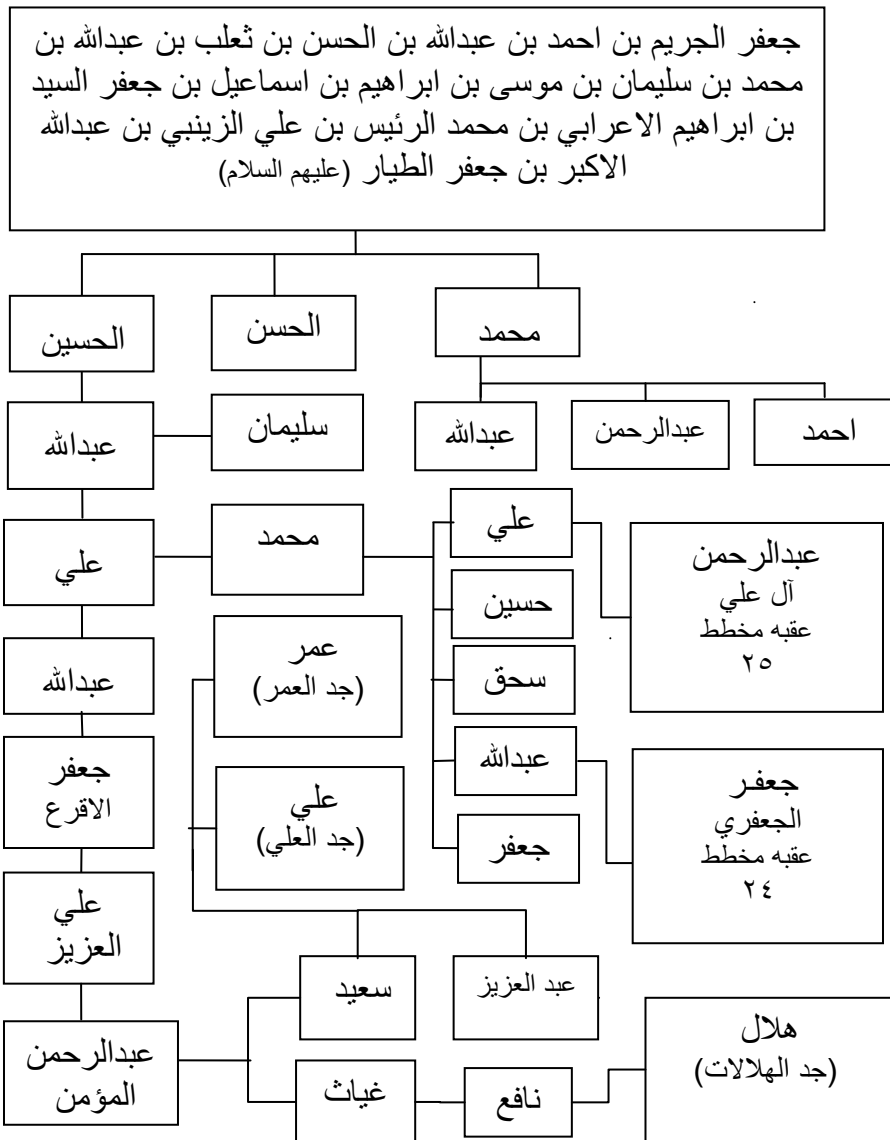 جعفر الجريم بن احمد بن عبدالله بن الحسن بن ثعلب بن عبدالله بن
محمد بن سليمان بن موسى بن ابراهيم بن اسماعيل بن جعفر السيد
بن ابراهيم الاعرابي بن محمد الرئيس بن علي الزينبي بن عبدالله
الاكبر بن جعفر الطيار (عليهم السلام)
محمد
الحسن
الحسين
احمد
عبدالرحمن
عبدالله
سليمان
عبدالله
عبدالرحمن
آل علي
عقبه مخطط
٢٥
علي
محمد
علي
حسين
سحق
عمر
(جد العمر)
عبدالله
جعفر
الجعفري
عقبه مخطط
٢٤
عبدالله
علي
(جد العلي)
جعفر
الاقرع
جعفر
علي
العزيز
عبد العزيز
سعيد
هلال
(جد الهلالات)
نافع
غياث
عبدالرحمن
المؤمن